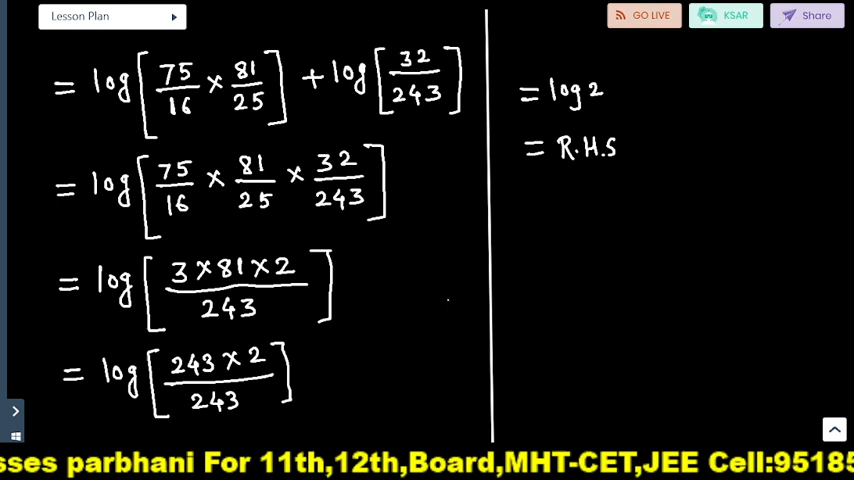 Lesson Plan
GO LIVE
KSAR
Share
= log[75/16 × 81/25] + log[32/243]
= log[75/16 × 81/25 × 32/243]
= log[3×81×2/243]
= log[243×2/243]
= log 2
= R.H.S
sses parbhani For 11th,12th,Board,MHT-CET,JEE Cell:95185